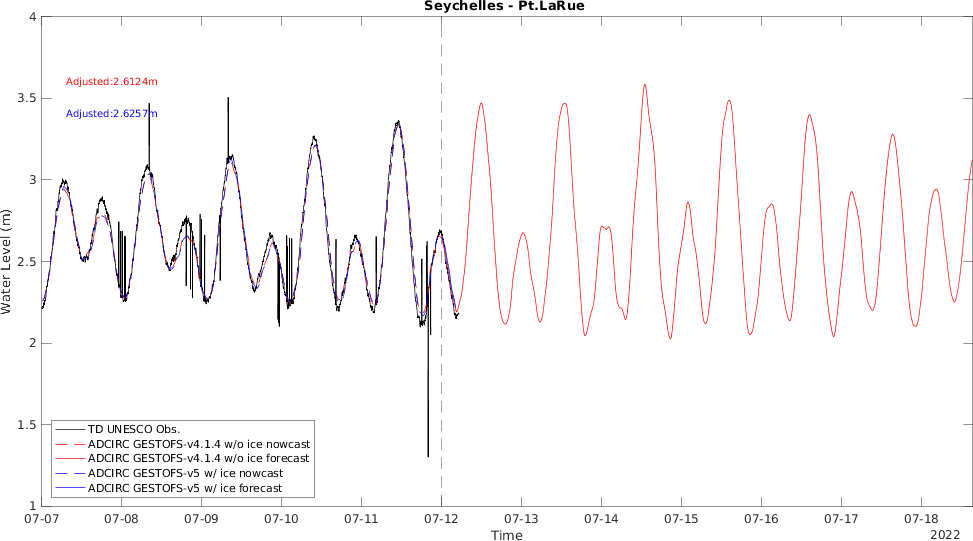 Seychelles - Pt.LaRue
4
3.5
3
2.5
2
1.5
1
Water Level (m)
Adjusted:2.6124m
Adjusted:2.6257m
TD UNESCO Obs.
ADCIRC GESTOFS-v4.1.4 w/o ice nowcast
ADCIRC GESTOFS-v4.1.4 w/o ice forecast
ADCIRC GESTOFS-v5 w/ ice nowcast
ADCIRC GESTOFS-v5 w/ ice forecast
07-07 07-08 07-09 07-10 07-11 07-12 07-13 07-14 07-15 07-16 07-17 07-18
Time
2022